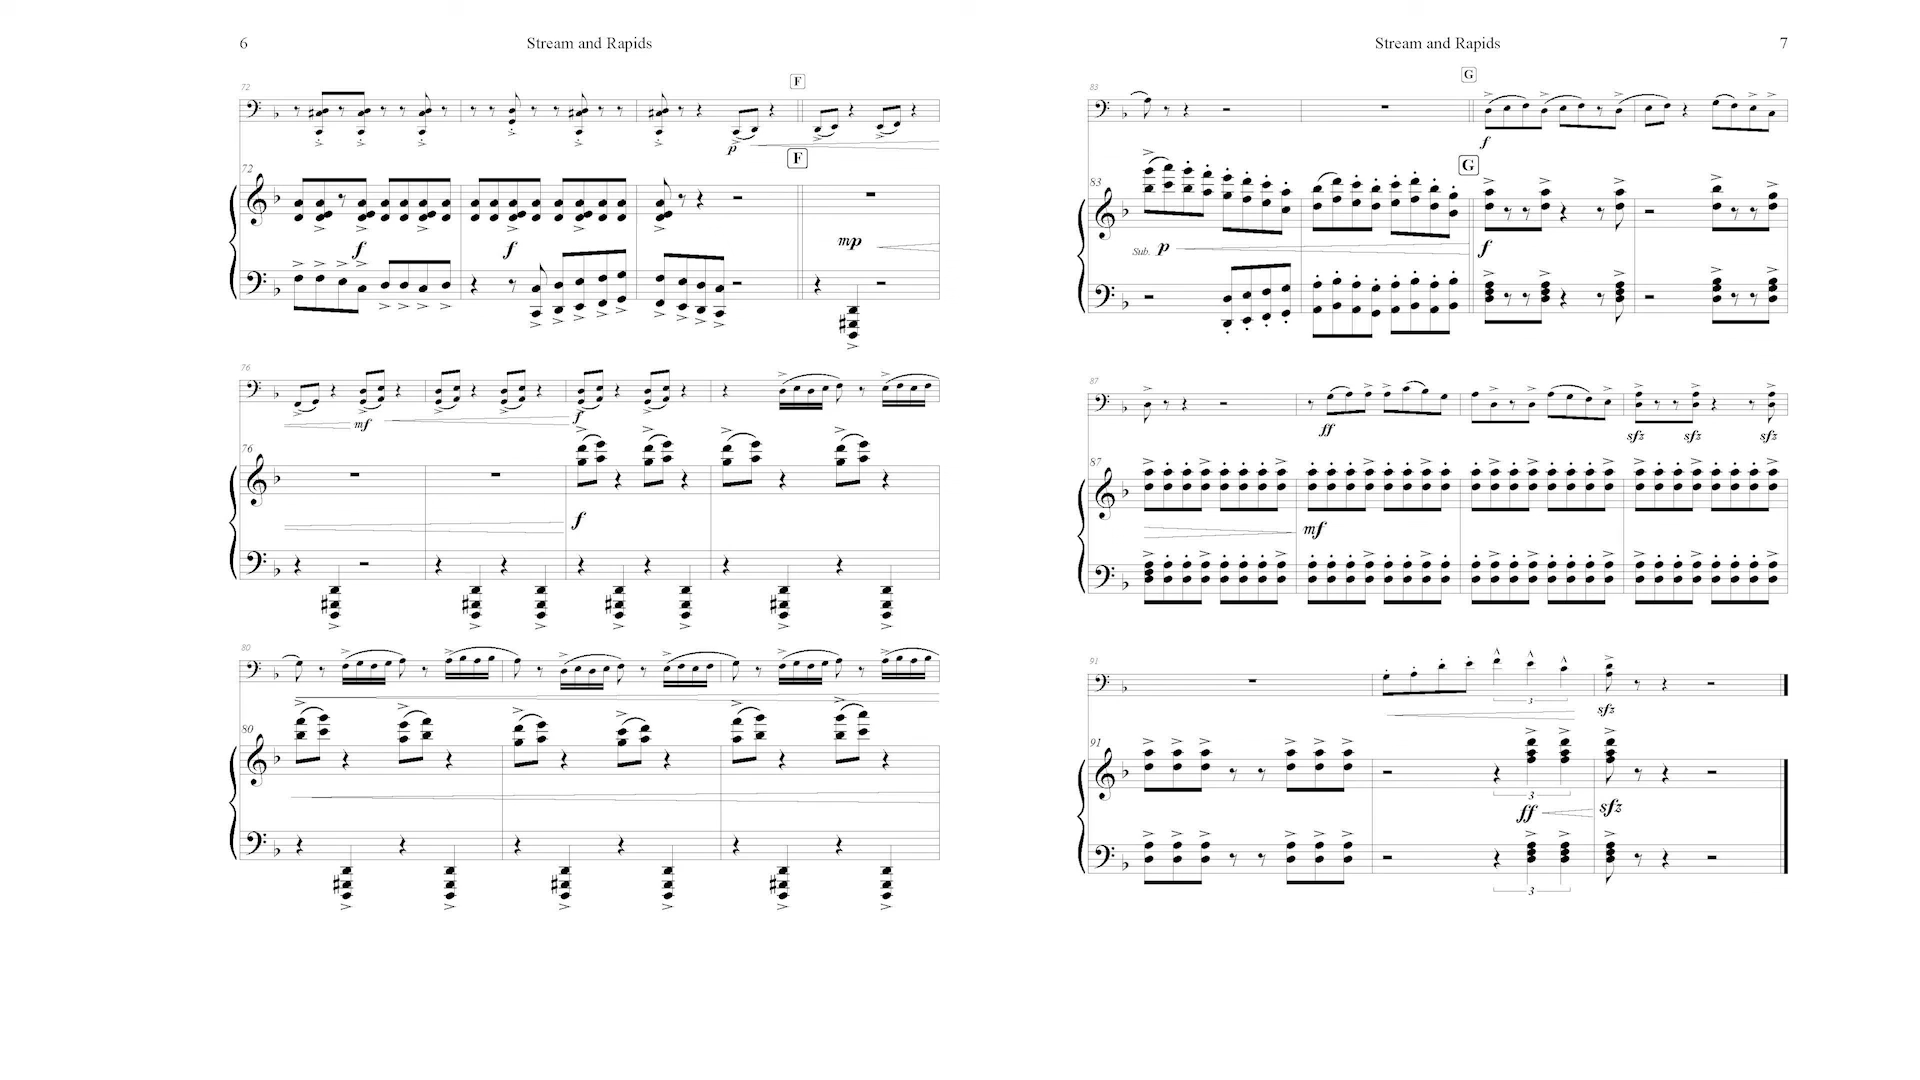 6
Stream and Rapids
72
F
p
72
F
f
f
mp
76
mf
f
76
f
80
80
Stream and Rapids
7
83
G
f
83
G
Sub. p
f
87
ff
sfz
sfz
sfz
87
mf
91
3
sfz
91
3
ff
sfz
3